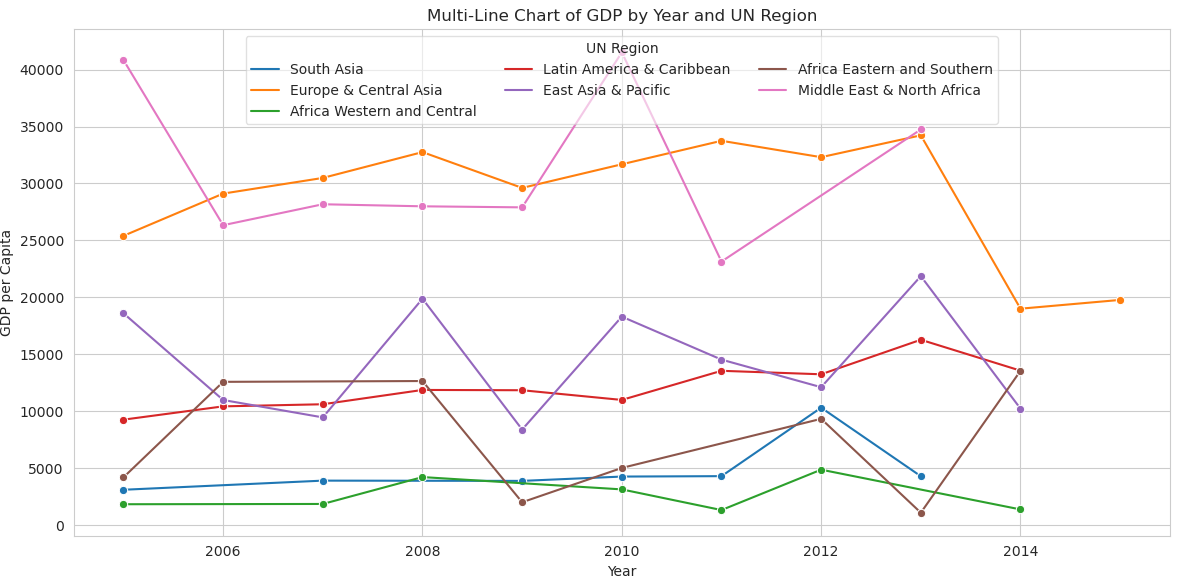 Multi-Line Chart of GDP by Year and UN Region
UN Region
South Asia
Europe & Central Asia
Africa Western and Central
Latin America & Caribbean
East Asia & Pacific
Africa Eastern and Southern
Middle East & North Africa
GDP per Capita
40000
35000
30000
25000
20000
15000
10000
5000
0
2006 2008 2010 2012 2014
Year